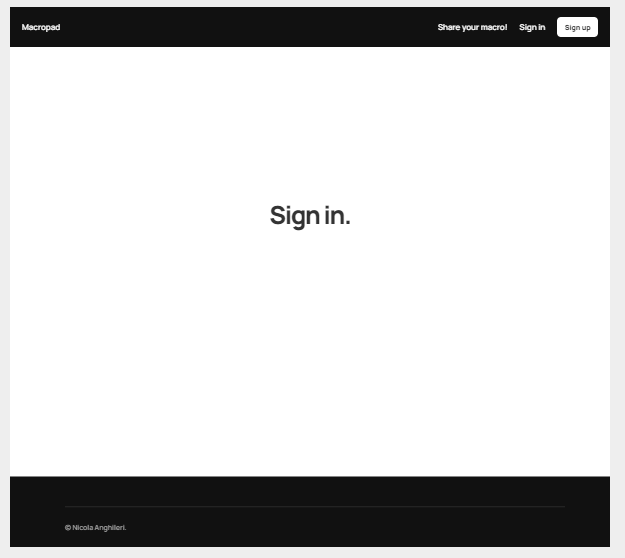 Macropad
Share your macro!
Sign in
Sign up
Sign in.
© Nicola Anghileri.